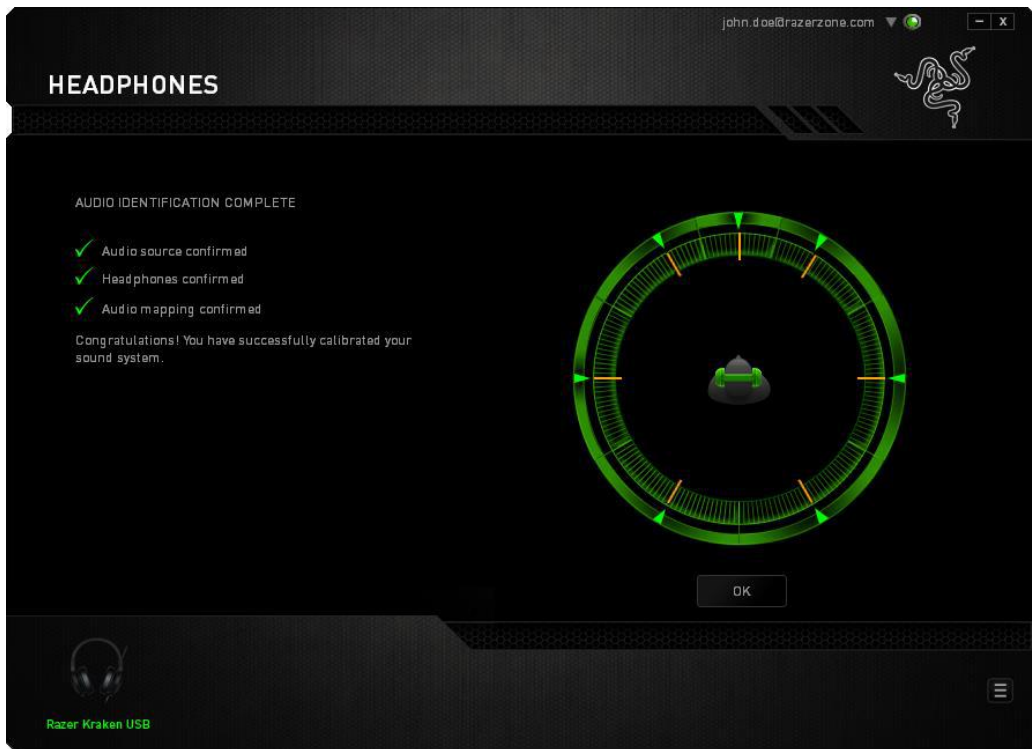 john.doe@razerzone.com
HEADPHONES
AUDIO IDENTIFICATION COMPLETE
Audio source confirmed
Headphones confirmed
Audio mapping confirmed
Congratulations! You have successfully calibrated your
sound system.
OK
Razer Kraken USB